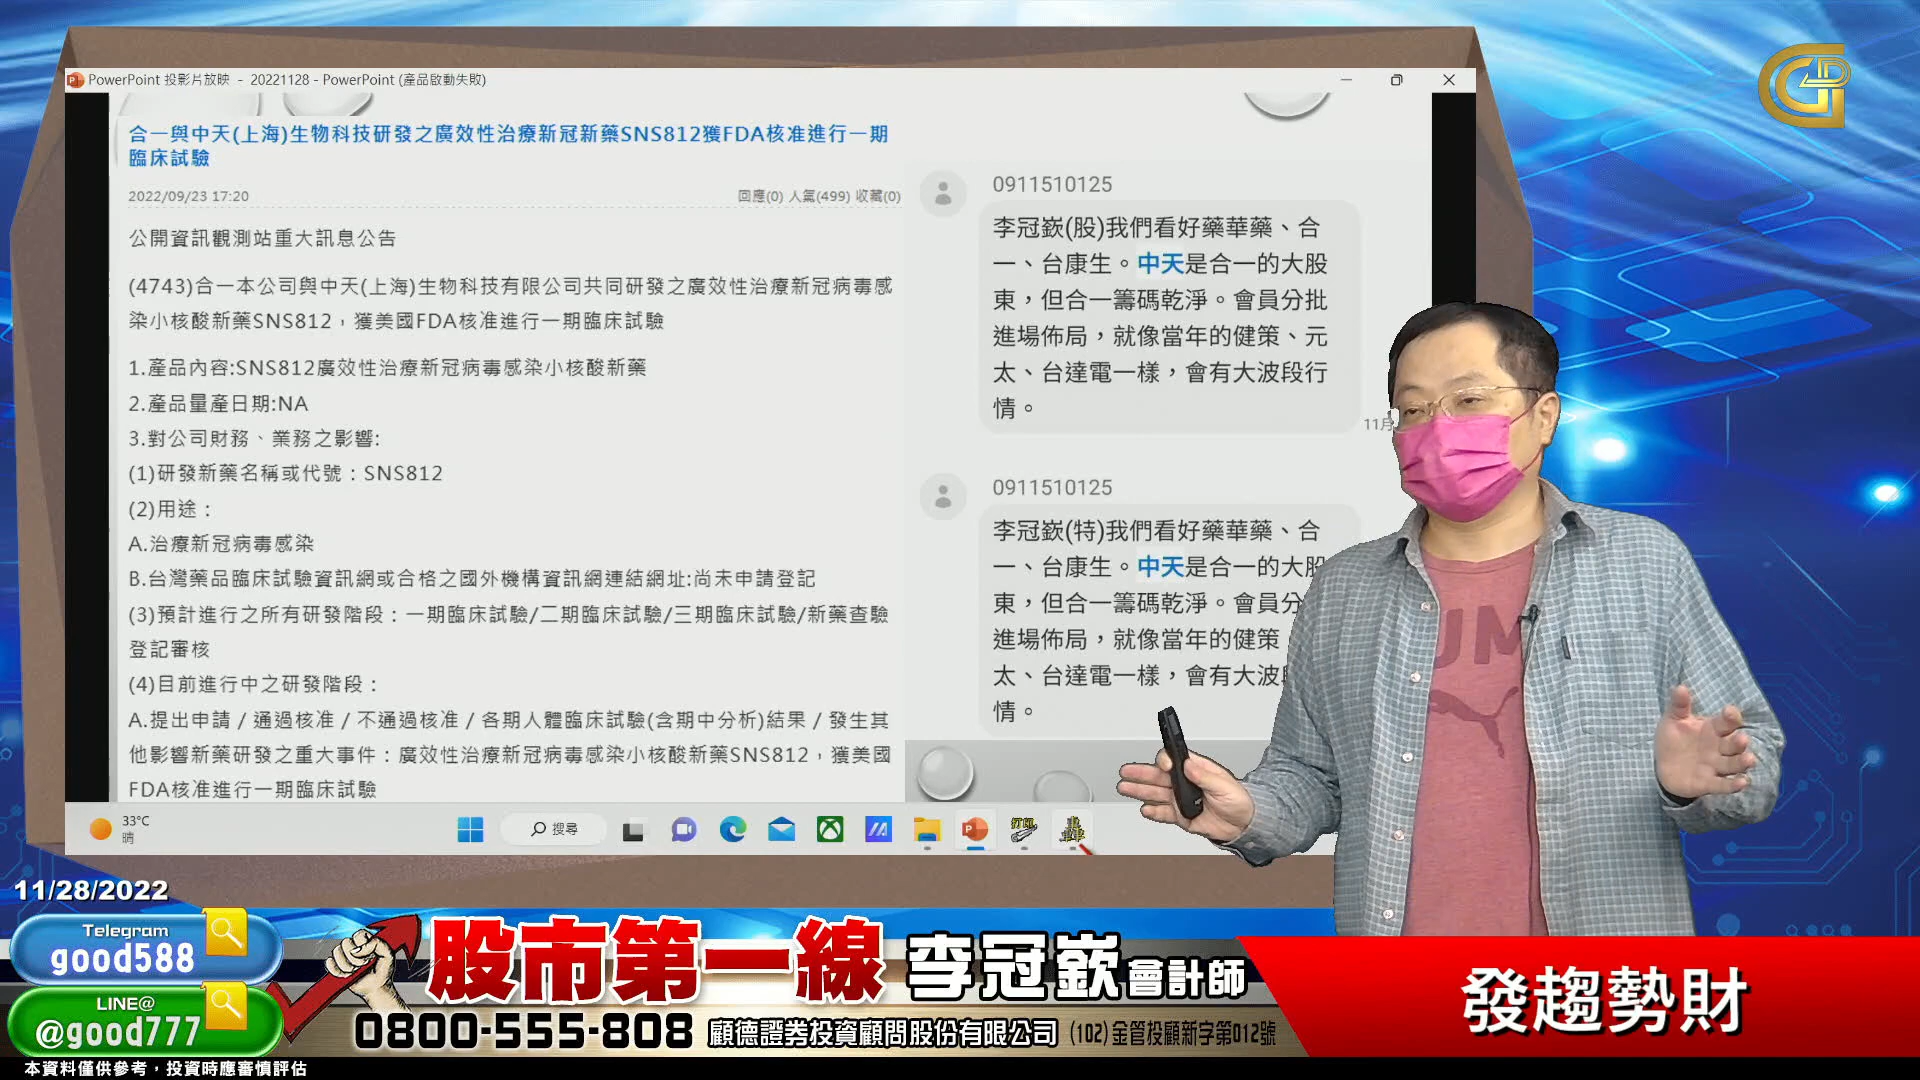 PowerPoint 投影片放映 - 20221128 - PowerPoint (產品啟動失敗)
合一與中天(上海)生物科技研發之廣效性治療新冠新藥SNS812獲FDA核准進行一期
臨床試驗
2022/09/23 17:20
回應(0) 人氣(499) 收藏(0)
公開資訊觀測站重大訊息公告
(4743)合一本公司與中天(上海)生物科技有限公司共同研發之廣效性治療新冠病毒感
染小核酸新藥SNS812，獲美國FDA核准進行一期臨床試驗
1.產品內容:SNS812廣效性治療新冠病毒感染小核酸新藥
2.產品量產日期:NA
3.對公司財務、業務之影響:
(1)研發新藥名稱或代號：SNS812
(2)用途：
A.治療新冠病毒感染
B.台灣藥品臨床試驗資訊網或合格之國外機構資訊網連結網址:尚未申請登記
(3)預計進行之所有研發階段：一期臨床試驗/二期臨床試驗/三期臨床試驗/新藥查驗
登記審核
(4)目前進行中之研發階段：
A.提出申請／通過核准／不通過核准／各期人體臨床試驗(含期中分析)結果／發生其
他影響新藥研發之重大事件：廣效性治療新冠病毒感染小核酸新藥SNS812，獲美國
FDA核准進行一期臨床試驗
0911510125
李冠嶔(股)我們看好藥華藥、合
一、台康生。中天是合一的大股
東，但合一籌碼乾淨。會員分批
進場佈局，就像當年的健策、元
太、台達電一樣，會有大波段行
情。
11月
0911510125
李冠嶔(特)我們看好藥華藥、合
一、台康生。中天是合一的大股
東，但合一籌碼乾淨。會員分
進場佈局，就像當年的健策
太、台達電一樣，會有大波
情。
33°C
晴
搜尋
打印
UM
11/28/2022
Telegram
good588
LINE@
@good777
股市第一線 李冠嶔會計師
0800-555-808 顧德證券投資顧問股份有限公司 (102)金管投顧新字第012號
發趨勢財
本資料僅供參考，投資時應審慎評估